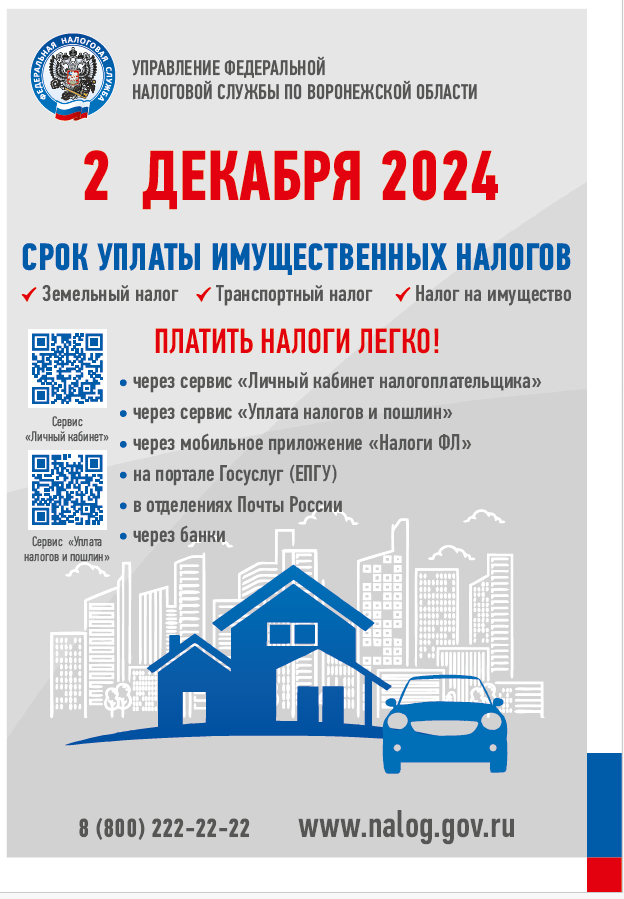 ФЕДЕРАЛЬНАЯ НАЛОГОВАЯ СЛУЖБА
УПРАВЛЕНИЕ ФЕДЕРАЛЬНОЙ
НАЛОГОВОЙ СЛУЖБЫ ПО ВОРОНЕЖСКОЙ ОБЛАСТИ
2 ДЕКАБРЯ 2024
СРОК УПЛАТЫ ИМУЩЕСТВЕННЫХ НАЛОГОВ
Земельный налог Транспортный налог Налог на имущество
ПЛАТИТЬ НАЛОГИ ЛЕГКО!
Сервис
«Личный кабинет»
Сервис «Уплата
налогов и пошлин»
• через сервис «Личный кабинет налогоплательщика»
• через сервис «Уплата налогов и пошлин»
• через мобильное приложение «Налоги ФЛ»
• на портале Госуслуг (ЕПГУ)
• в отделениях Почты России
• через банки
8 (800) 222-22-22 www.nalog.gov.ru